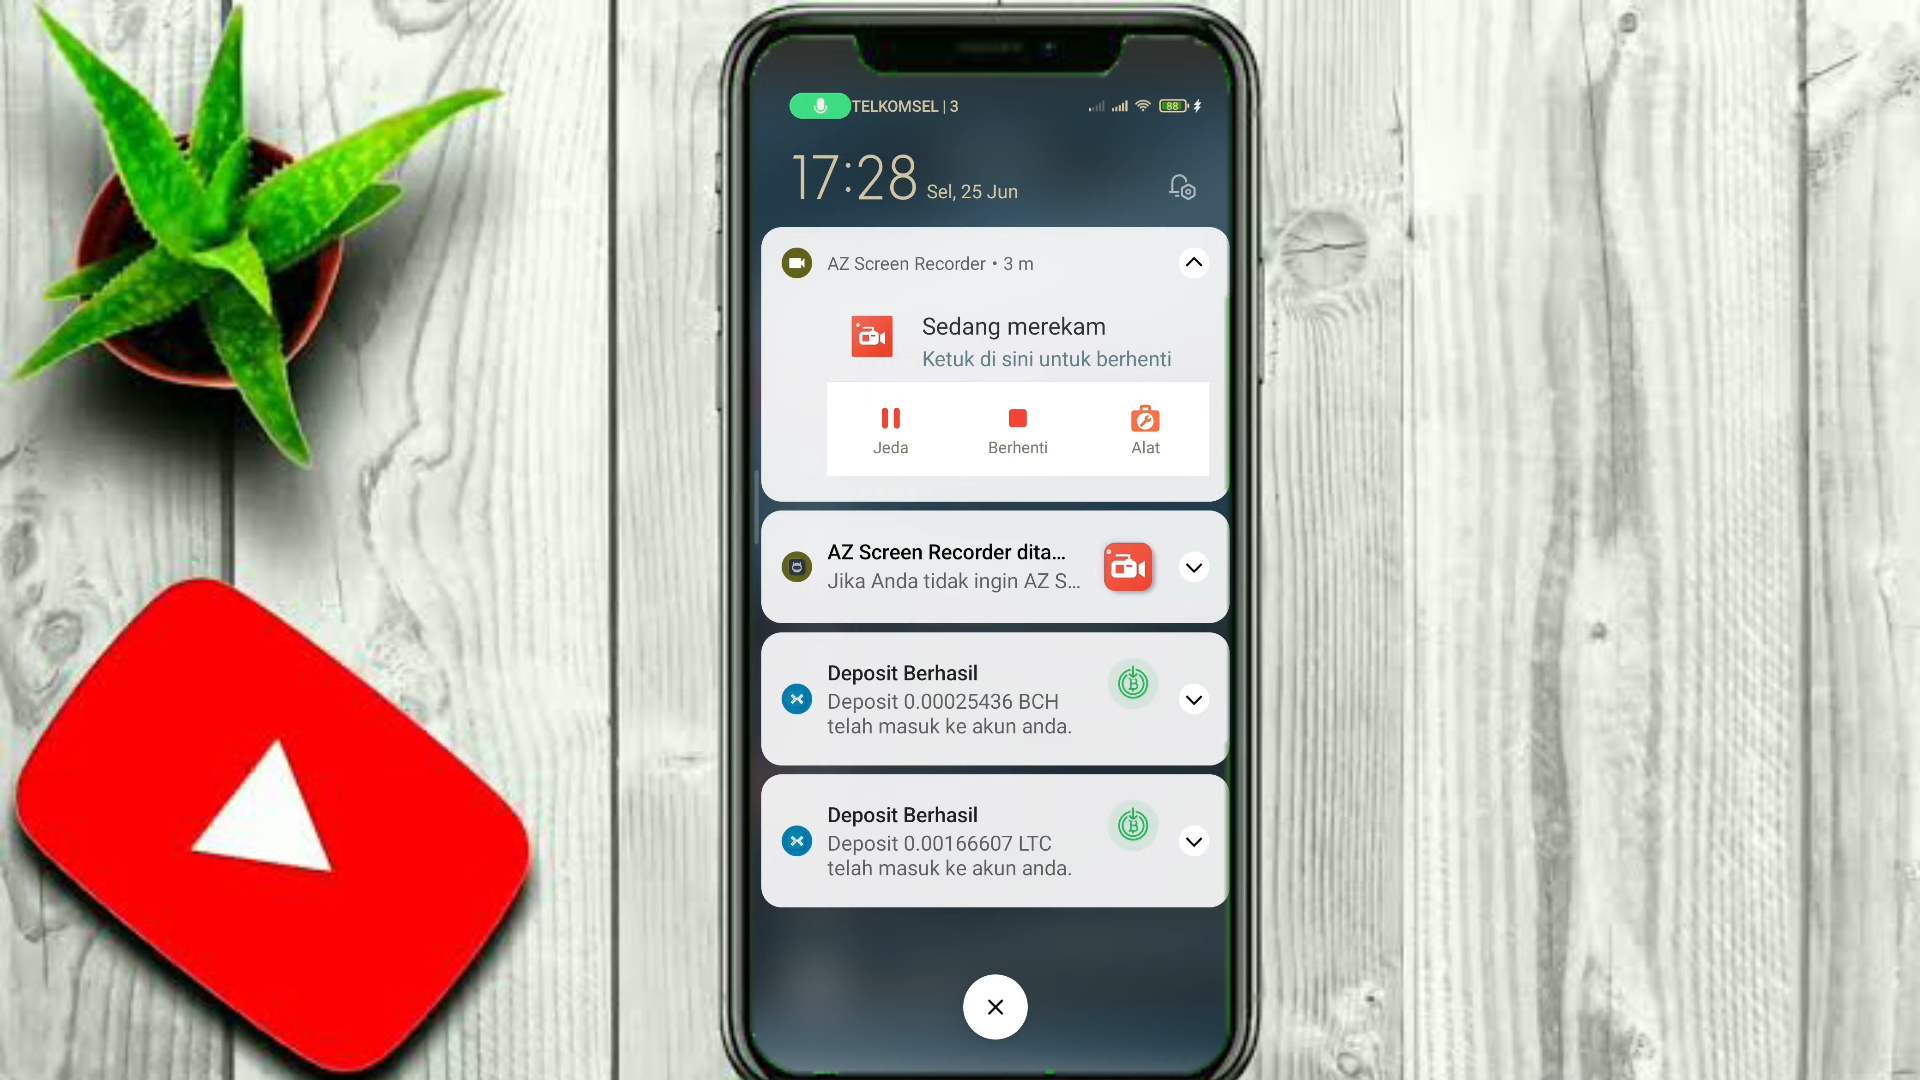 TELKOMSEL | 3
88
17:28 Sel, 25 Jun
AZ Screen Recorder • 3 m
Sedang merekam
Ketuk di sini untuk berhenti
Jeda
Berhenti
Alat
AZ Screen Recorder dita...
Jika Anda tidak ingin AZ S...
Deposit Berhasil
Deposit 0.00025436 BCH
telah masuk ke akun anda.
Deposit Berhasil
Deposit 0.00166607 LTC
telah masuk ke akun anda.